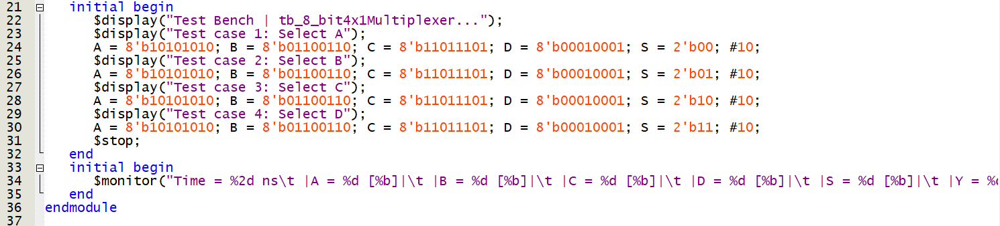 21 initial begin
22 $display("Test Bench | tb_8_bit4x1Multiplexer...");
23 $display("Test case 1: Select A");
24 A = 8'b10101010; B = 8'b01100110; C = 8'b11011101; D = 8'b00010001; S = 2'b00; #10;
25 $display("Test case 2: Select B");
26 A = 8'b10101010; B = 8'b01100110; C = 8'b11011101; D = 8'b00010001; S = 2'b01; #10;
27 $display("Test case 3: Select C");
28 A = 8'b10101010; B = 8'b01100110; C = 8'b11011101; D = 8'b00010001; S = 2'b10; #10;
29 $display("Test case 4: Select D");
30 A = 8'b10101010; B = 8'b01100110; C = 8'b11011101; D = 8'b00010001; S = 2'b11; #10;
31 $stop;
32 end
33 initial begin
34 $monitor("Time = %2d ns\t |A = %d [%b]|\t |B = %d [%b]|\t |C = %d [%b]|\t |D = %d [%b]|\t |S = %d [%b]|\t |Y = %
35 end
36 endmodule
37